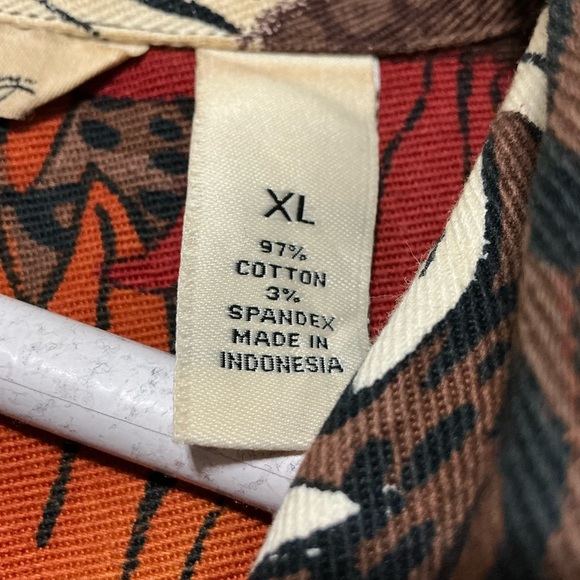 XL
97%
COTTON
3%
SPANDEX
MADE IN
INDONESIA